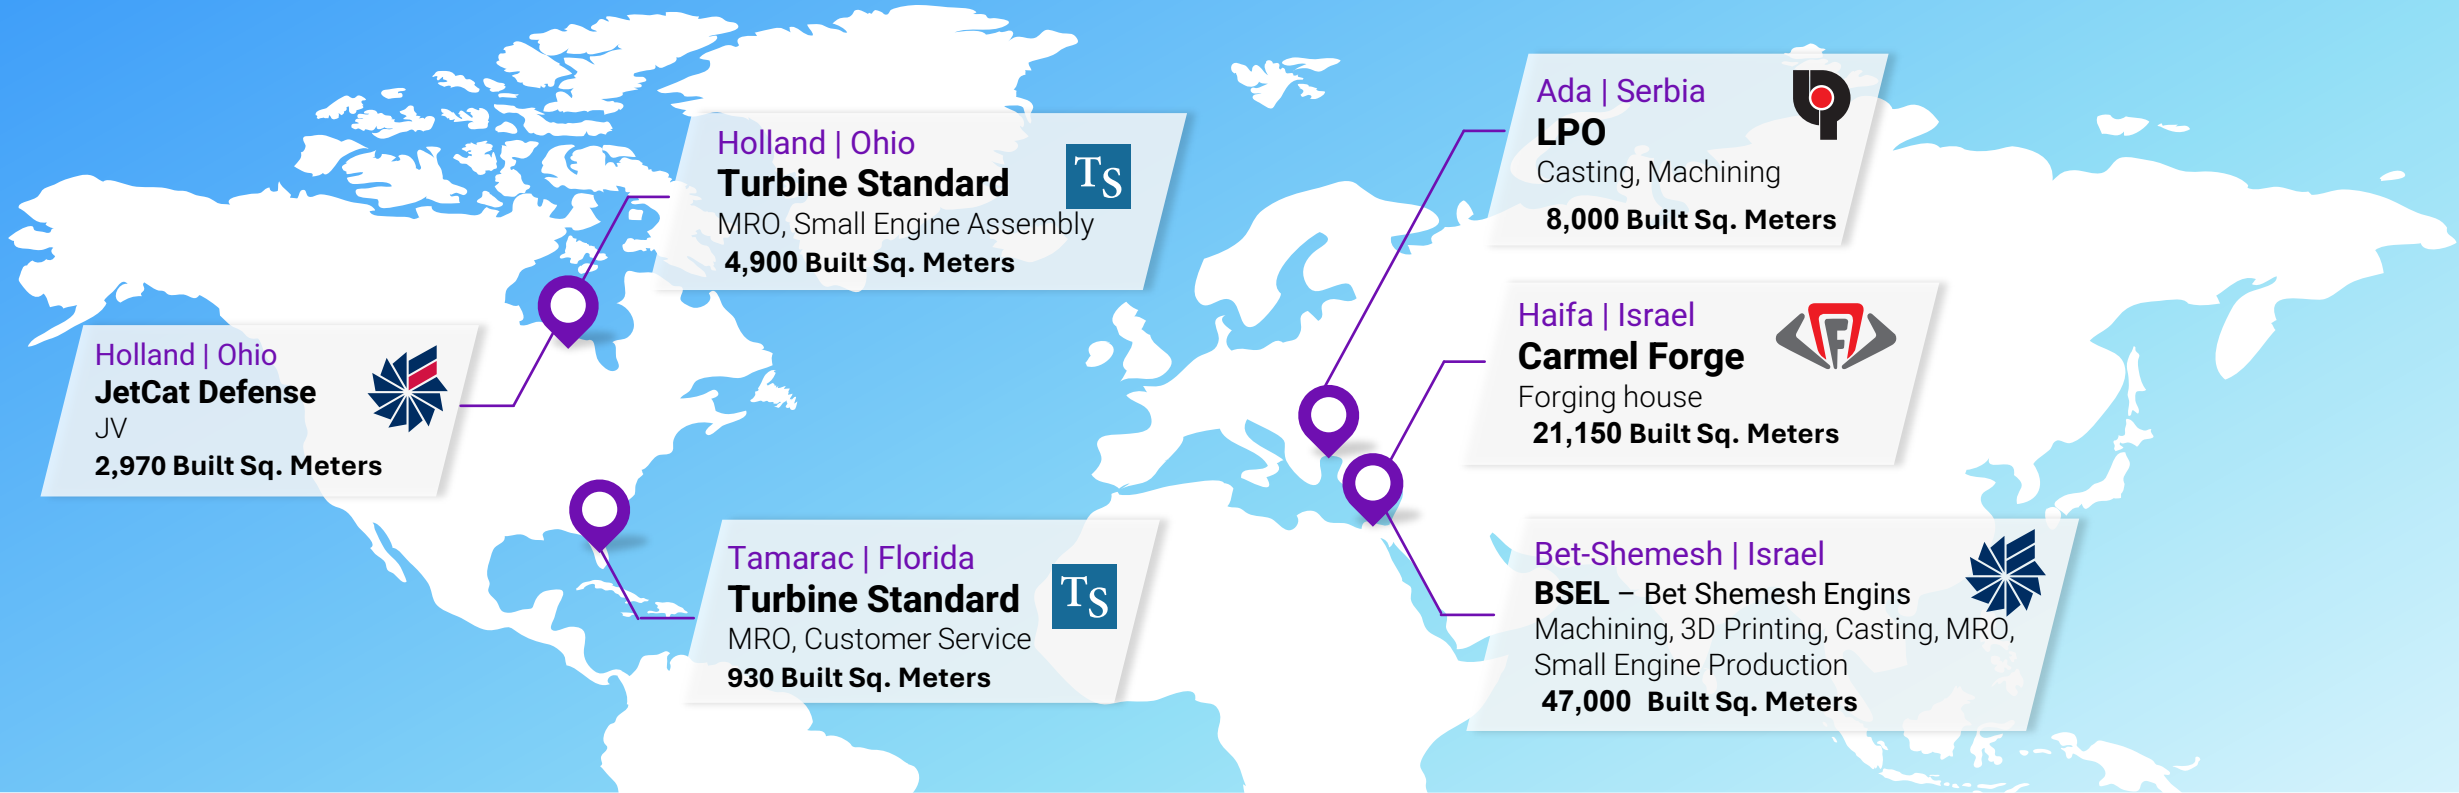 Holland | Ohio
Turbine Standard
TS
MRO, Small Engine Assembly
4,900 Built Sq. Meters
Holland | Ohio
JetCat Defense
JV
2,970 Built Sq. Meters
Tamarac | Florida
Turbine Standard
TS
MRO, Customer Service
930 Built Sq. Meters
Ada | Serbia
LPO
Casting, Machining
8,000 Built Sq. Meters
Haifa | Israel
Carmel Forge
Forging house
21,150 Built Sq. Meters
Bet-Shemesh | Israel
BSEL – Bet Shemesh Engins
Machining, 3D Printing, Casting, MRO,
Small Engine Production
47,000 Built Sq. Meters